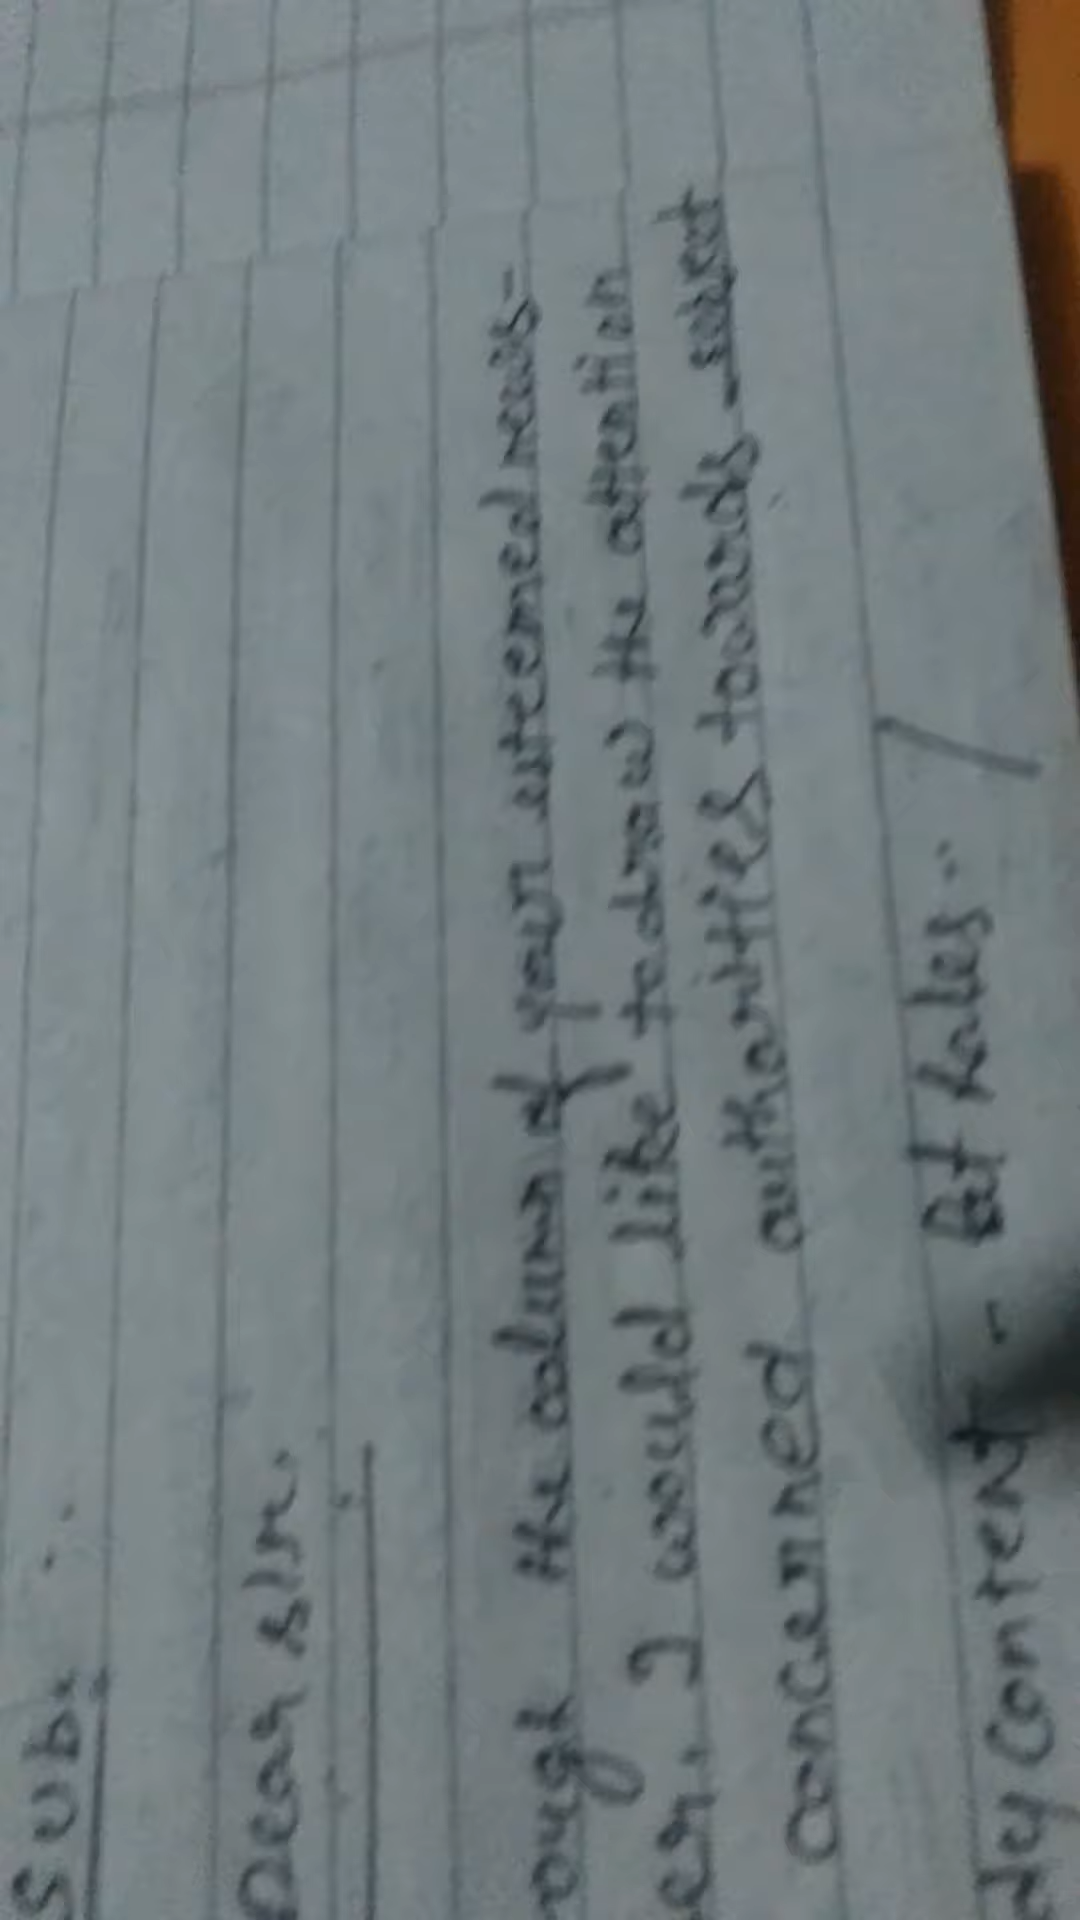 Sub:
Dear Sir.
rough the column of your esteemed news-
er, I would like to draw the attention
concerned authorities towards -
dy content - Pot holes -